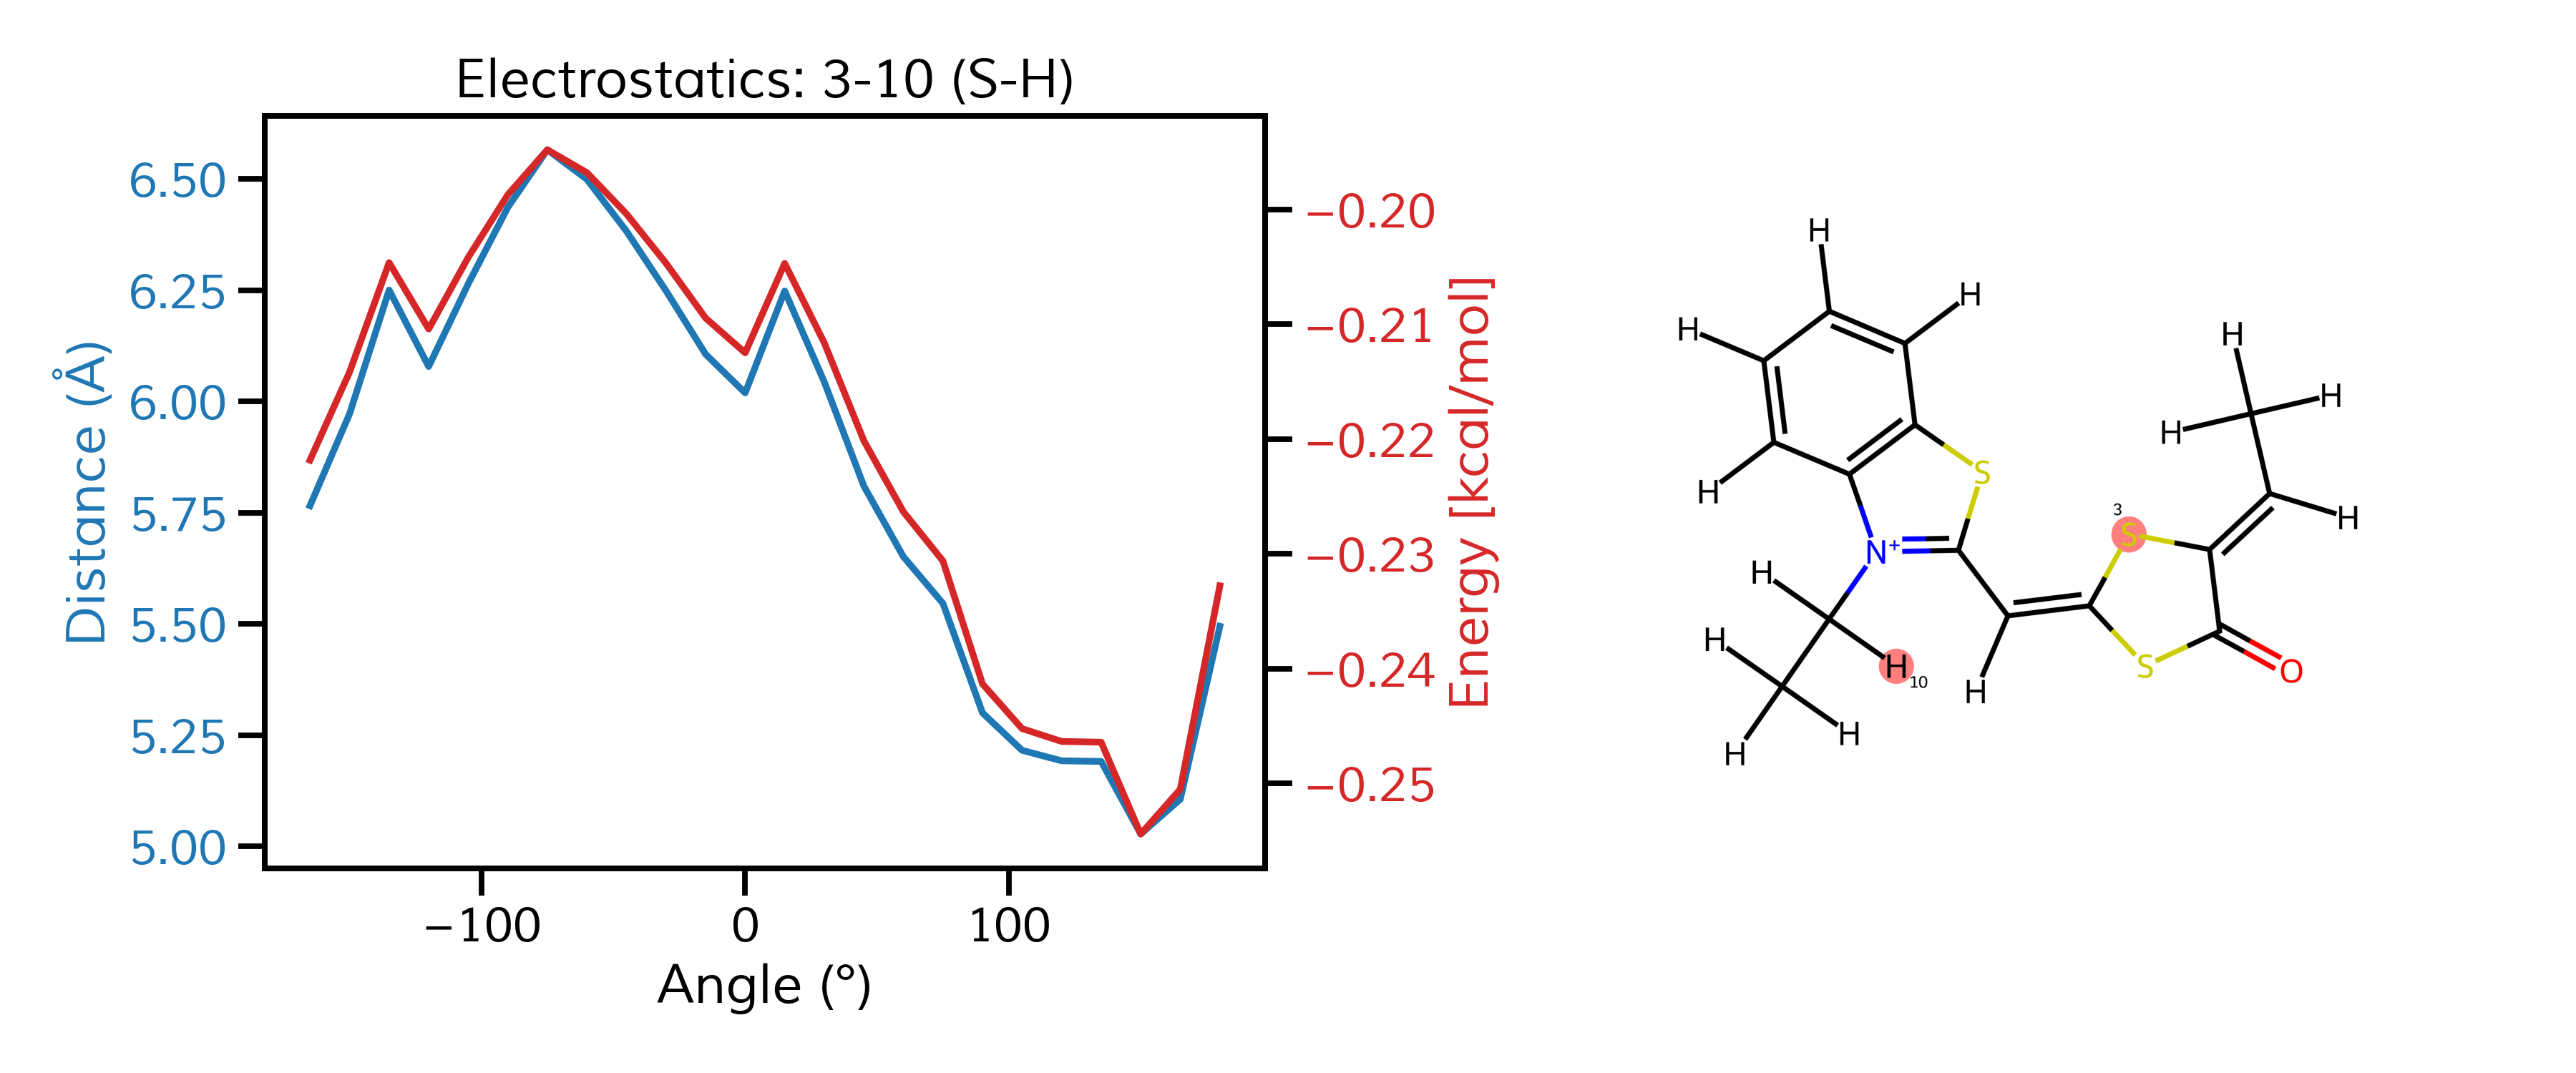 Electrostatics: 3-10 (S-H)
6.50
6.25
6.00
5.75
5.50
5.25
5.00
Distance (Å)
−100
0
100
Angle (°)
−0.20
−0.21
−0.22
−0.23
−0.24
−0.25
Energy [kcal/mol]
H
H
H
H
H
H
H
H
S
3
S
H
N+
H
H
H
10
S
O
H
H
H